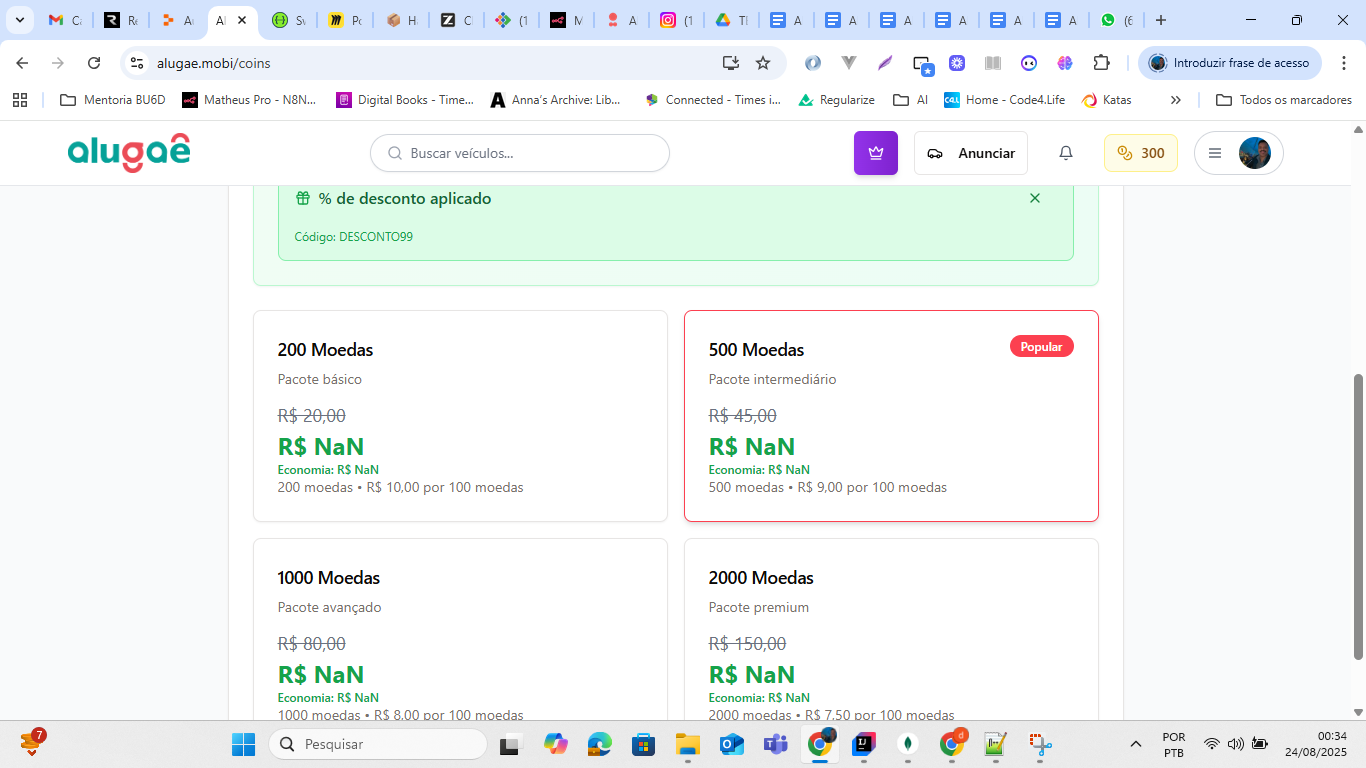 Ca
Re
Ac
Al
Sw
Po
Ha
Cl
(1
M
A
(1
Tl
A
A
A
A
A
A
(6
alugae.mobi/coins
Introduzir frase de acesso
Mentoria BU6D
Matheus Pro - N8N...
Digital Books - Time...
Anna's Archive: Lib...
Connected - Times i...
Regularize
AI
Home - Code4.Life
Katas
Todos os marcadores
alugaê
Buscar veículos...
Anunciar
300
% de desconto aplicado
Código: DESCONTO99
200 Moedas
Pacote básico
R$ 20,00
R$ NaN
Economia: R$ NaN
200 moedas • R$ 10,00 por 100 moedas
500 Moedas
Popular
Pacote intermediário
R$ 45,00
R$ NaN
Economia: R$ NaN
500 moedas • R$ 9,00 por 100 moedas
1000 Moedas
Pacote avançado
R$ 80,00
R$ NaN
Economia: R$ NaN
1000 moedas • R$ 8,00 por 100 moedas
2000 Moedas
Pacote premium
R$ 150,00
R$ NaN
Economia: R$ NaN
2000 moedas • R$ 7,50 por 100 moedas
7
Pesquisar
POR
PTB
00:34
24/08/2025